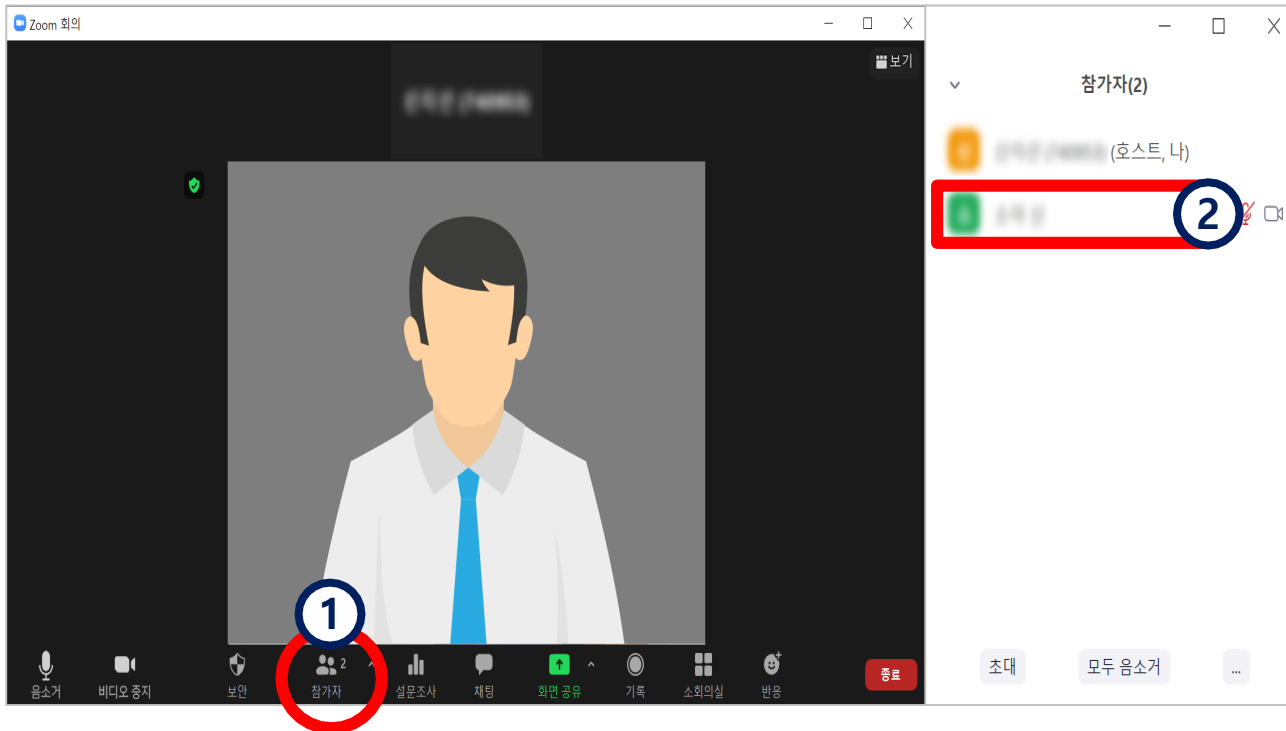 Zoom 회의
보기
1
2
음소거
비디오 중지
보안
참가자
설문조사
채팅
화면 공유
기록
소회의실
반응
종료
참가자(2)
(호스트, 나)
2
초대
모두 음소거
...